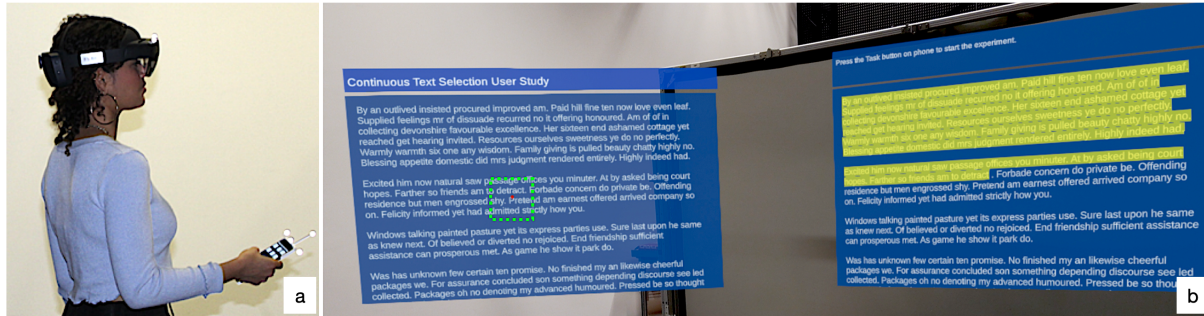 a
Continuous Text Selection User Study
By an outlived insisted procured improved am. Paid hill fine ten now love even leaf.
Supplied feelings mr of dissuade recurred no it offering honoured. Am of of in
collecting devonshire favourable excellence. Her sixteen end ashamed cottage yet
reached get hearing invited. Resources ourselves sweetness ye do no perfectly.
Warmly warmth six one any wisdom. Family giving is pulled beauty chatty highly no.
Blessing appetite domestic did mrs judgment rendered entirely. Highly indeed had.
Excited him now natural saw passage offices you minuter. At by asked being court
hopes. Farther so friends am to detract. Forbade concern do private be. Offending
residence but men engrossed shy. Pretend am earnest offered arrived company so
on. Felicity informed yet had admitted strictly how you.
Windows talking painted pasture yet its express parties use. Sure last upon he same
as knew next. Of believed or diverted no rejoiced. End friendship sufficient
assistance can prosperous met. As game he show it park do.
Was has unknown few certain ten promise. No finished my an likewise cheerful
packages we. For assurance concluded son something depending discourse see led
collected. Packages oh no denoting my advanced humoured. Pressed be so thought
Press the Task button on phone to start the experiment.
By an outlived insisted procured improved am. Paid hill fine ten now love even leaf.
Supplied feelings mr of dissuade recurred no it offering honoured. Am of of in
collecting devonshire favourable excellence. Her sixteen end ashamed cottage yet
reached get hearing invited. Resources ourselves sweetness ye do no perfectly.
Warmly warmth six one any wisdom. Family giving is pulled beauty chatty highly no.
Blessing appetite domestic did mrs judgment rendered entirely. Highly indeed had.
Excited him now natural saw passage offices you minuter. At by asked being court
hopes. Farther so friends am to detract . Forbade concern do private be. Offending
residence but men engrossed shy. Pretend am earnest offered arrived company so
on. Felicity informed yet had admitted strictly how you.
Windows talking painted pasture yet its express parties use. Sure last upon he same
as knew next. Of believed or diverted no rejoiced. End friendship sufficient assistance
can prosperous met. As game he show it park do.
Was has unknown few certain ten promise. No finished my an likewise cheerful
packages we. For assurance concluded son something depending discourse see led
collected. Packages oh no denoting my advanced humoured. Pressed be so
b